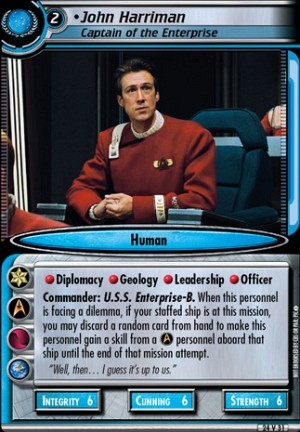 2
•John Harriman
Captain of the Enterprise
Human
Diplomacy Geology Leadership Officer
Commander: U.S.S. Enterprise-B. When this personnel
is facing a dilemma, if your staffed ship is at this mission,
you may discard a random card from hand to make this
personnel gain a skill from a personnel aboard that
ship until the end of that mission attempt.
"Well, then… I guess it's up to us."
INTEGRITY 6 CUNNING 6 STRENGTH 6
24 V 31